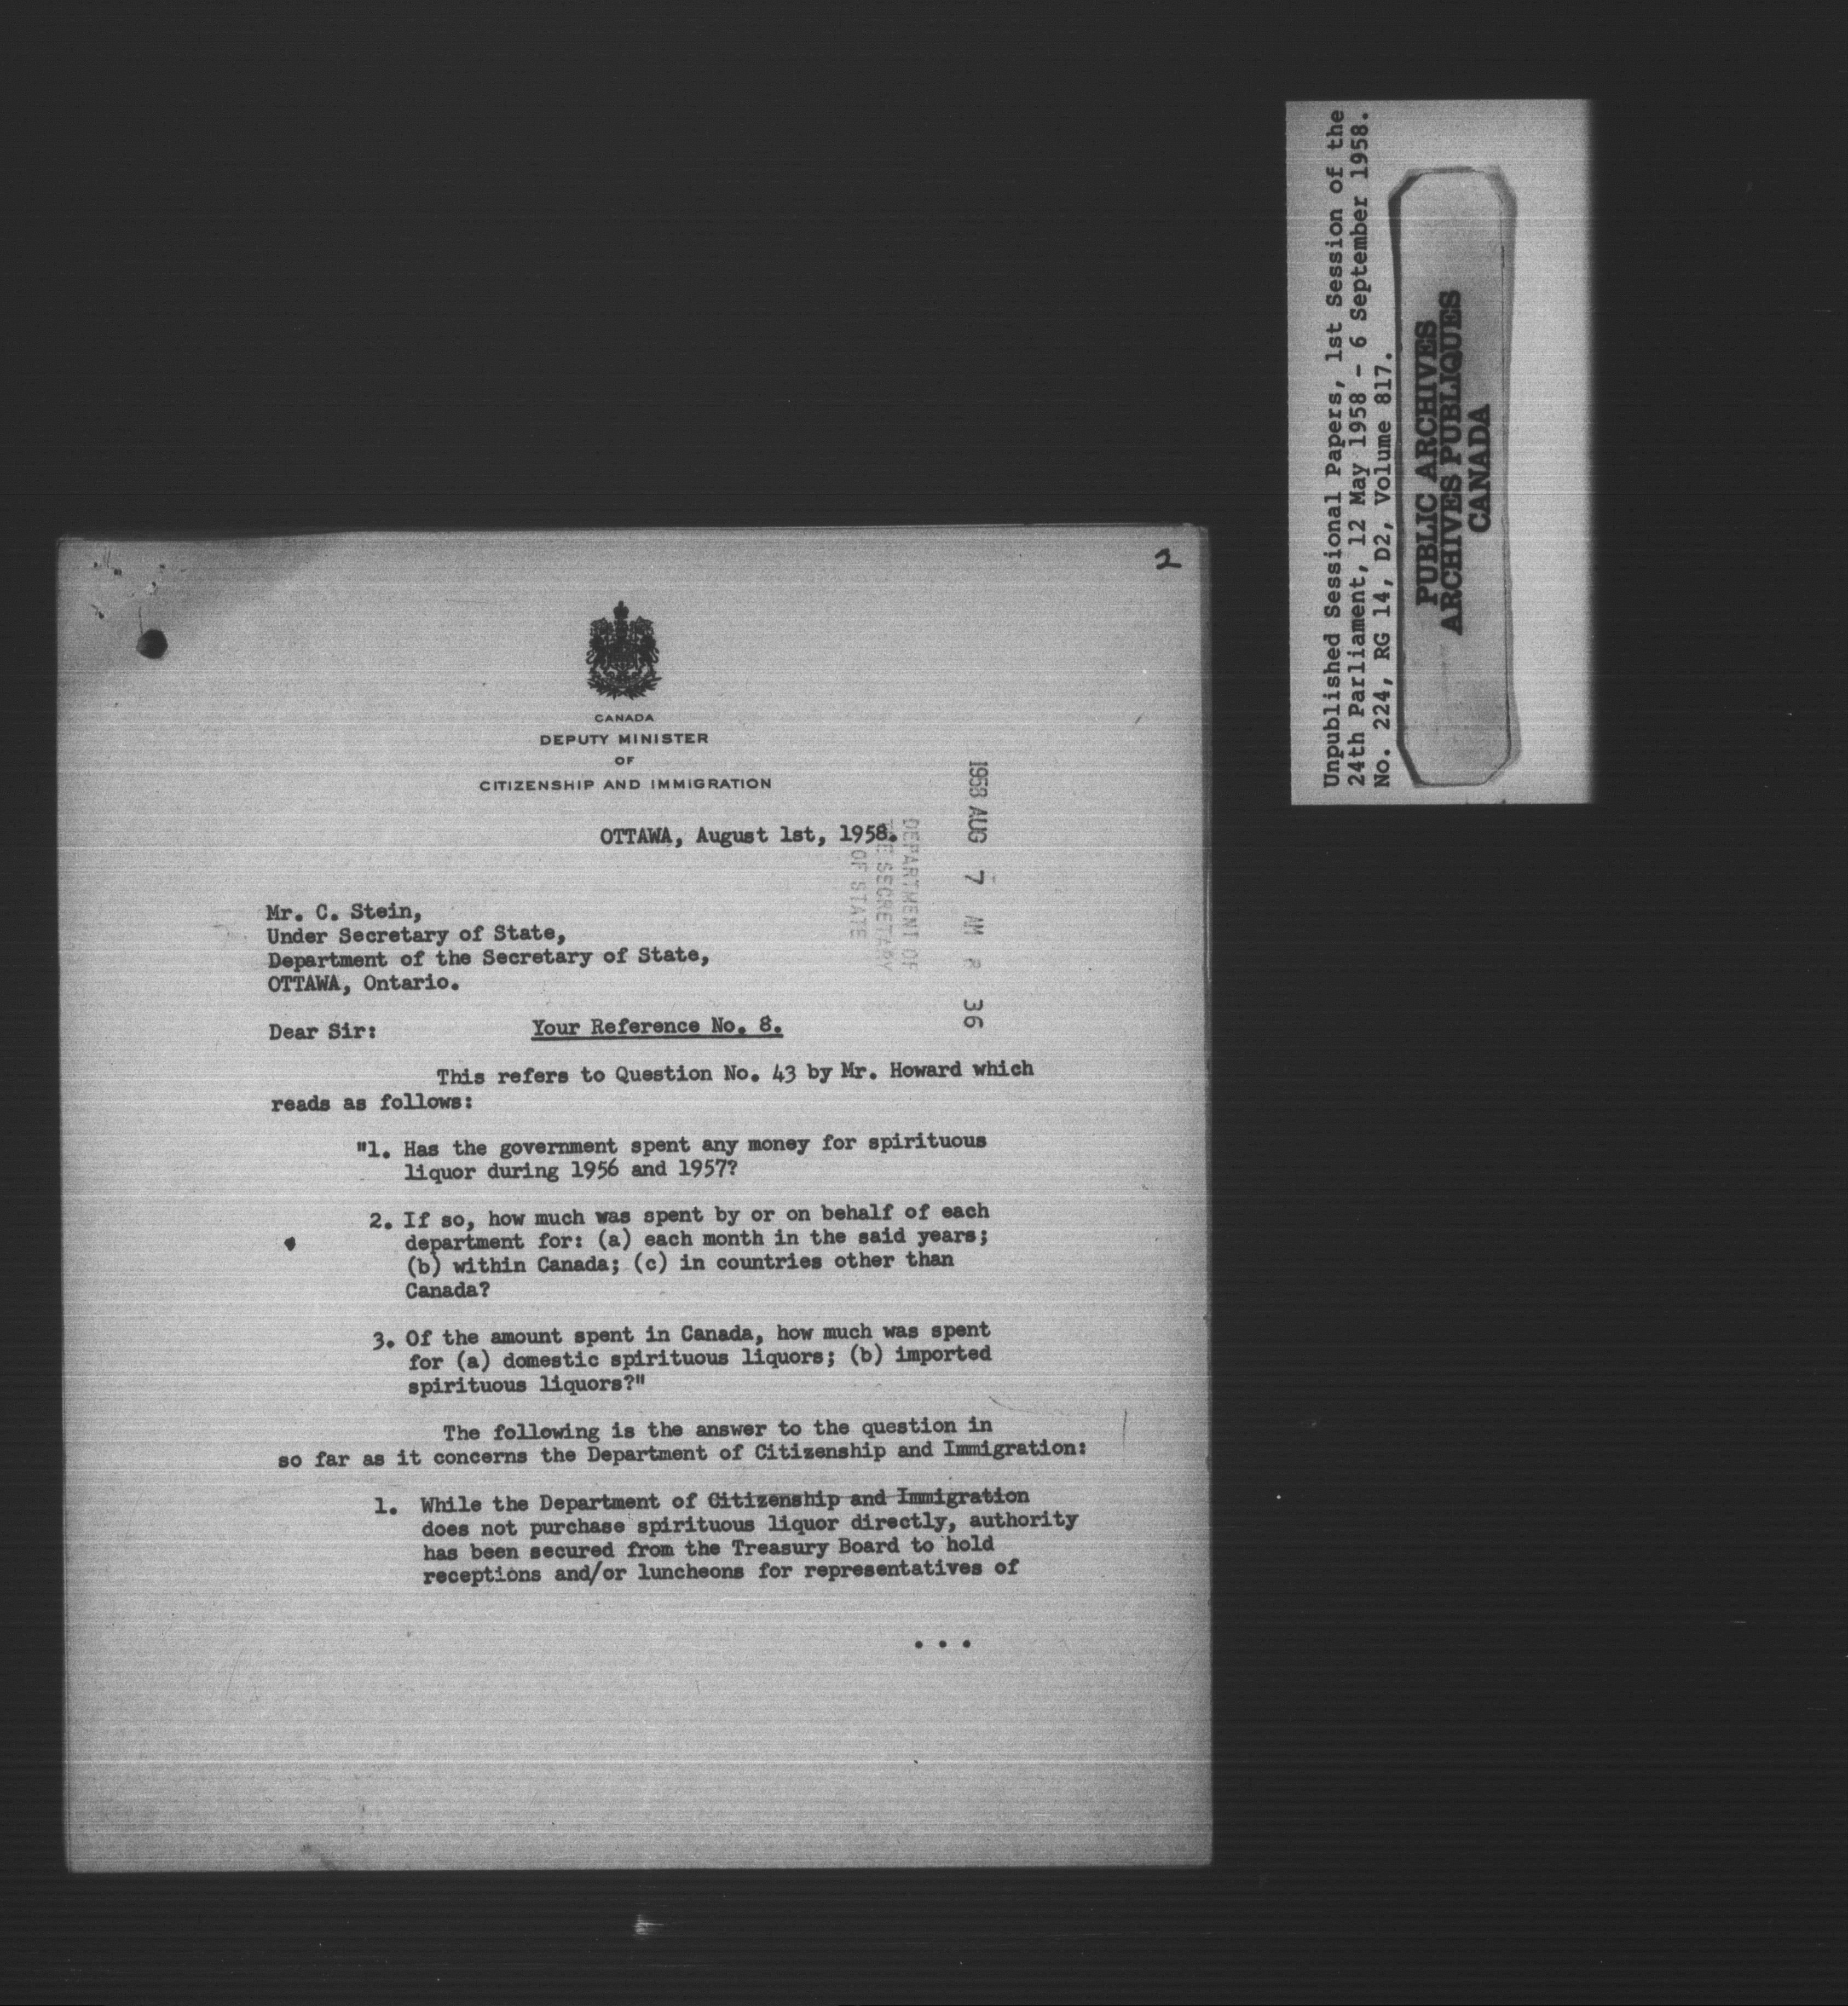 2
CANADA
DEPUTY MINISTER
OF
CITIZENSHIP AND IMMIGRATION
OTTAWA, August 1st, 1958.
1958 AUG 7 AM 8 36
DEPARTMENT OF
THE SECRETARY
OF STATE
Mr. C. Stein,
Under Secretary of State,
Department of the Secretary of State,
OTTAWA, Ontario.
Dear Sir: Your Reference No. 8.
This refers to Question No. 43 by Mr. Howard which
reads as follows:
"1. Has the government spent any money for spirituous
liquor during 1956 and 1957?
2. If so, how much was spent by or on behalf of each
department for: (a) each month in the said years;
(b) within Canada; (c) in countries other than
Canada?
3. Of the amount spent in Canada, how much was spent
for (a) domestic spirituous liquors; (b) imported
spirituous liquors?"
The following is the answer to the question in
so far as it concerns the Department of Citizenship and Immigration:
1. While the Department of Citizenship and Immigration
does not purchase spirituous liquor directly, authority
has been secured from the Treasury Board to hold
receptions and/or luncheons for representatives of
...
Unpublished Sessional Papers, 1st Session of the
24th Parliament, 12 May 1958 - 6 September 1958.
No. 224, RG 14, D2, Volume 817.
PUBLIC ARCHIVES
ARCHIVES PUBLIQUES
CANADA